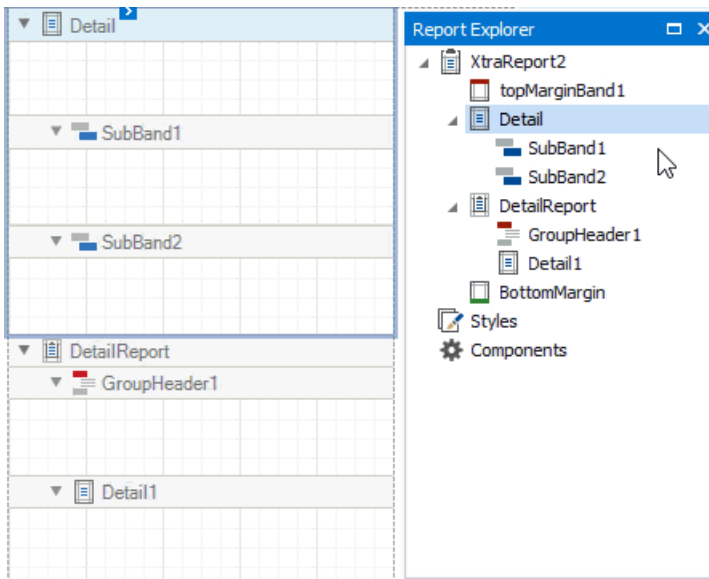 Detail
SubBand1
SubBand2
DetailReport
GroupHeader1
Detail1
Report Explorer
XtraReport2
topMarginBand1
Detail
SubBand1
SubBand2
DetailReport
GroupHeader1
Detail1
BottomMargin
Styles
Components